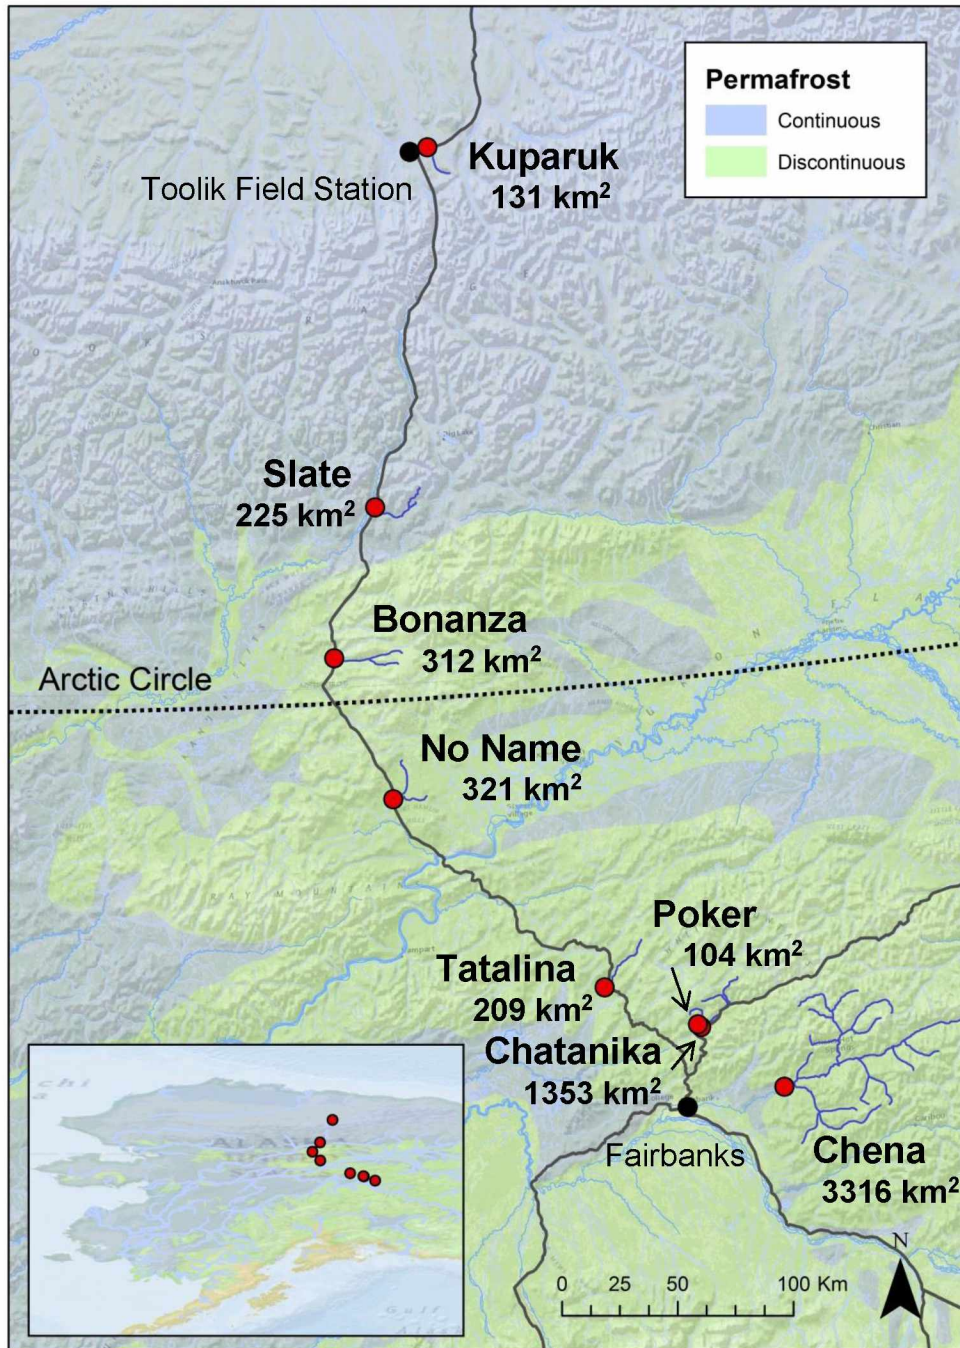 Permafrost
Continuous
Discontinuous
Kuparuk
131 km²
Toolik Field Station
Slate
225 km²
Bonanza
312 km²
Arctic Circle
No Name
321 km²
Poker
104 km²
Tatalina
209 km²
Chatanika
1353 km²
Fairbanks
Chena
3316 km²
N
0 25 50 100 Km